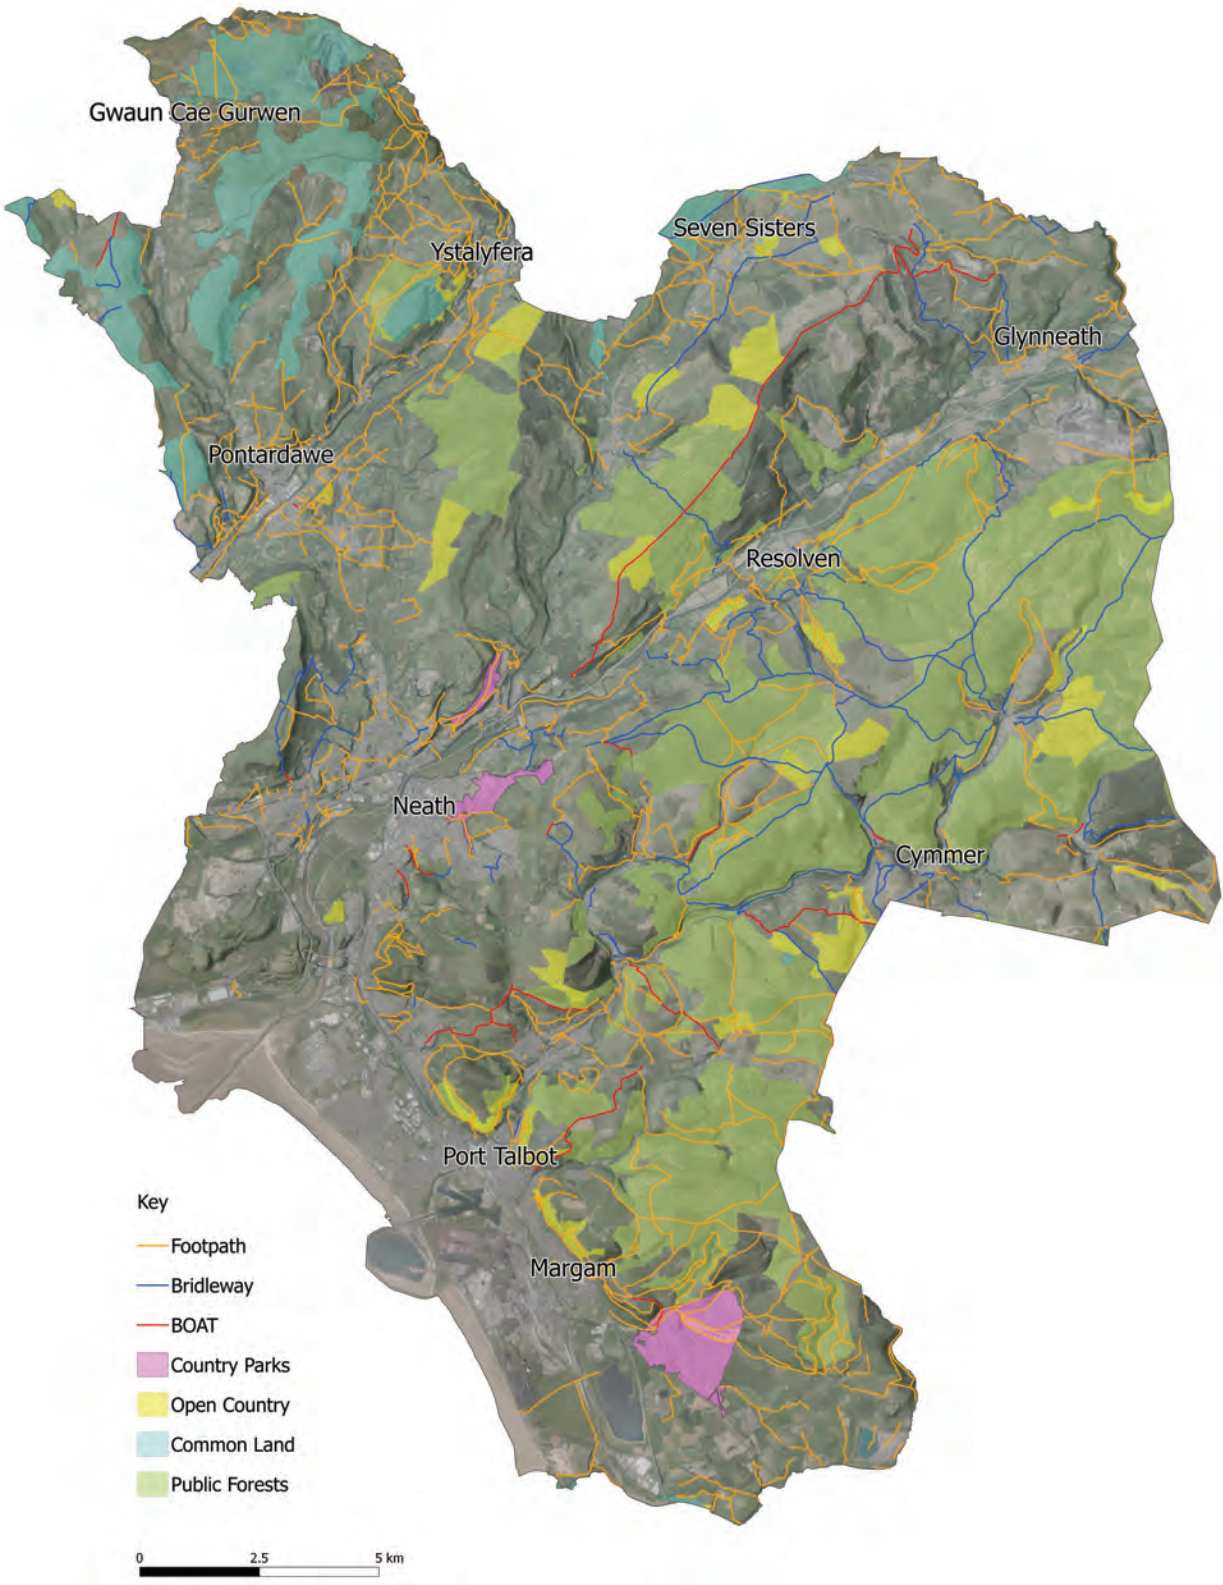 Gwaun Cae Gurwen
Seven Sisters
Ystalyfera
Glynneath
Pontardawe
Resolven
Neath
Cymmer
Port Talbot
Margam
Key
Footpath
Bridleway
BOAT
Country Parks
Open Country
Common Land
Public Forests
0 2.5 5 km